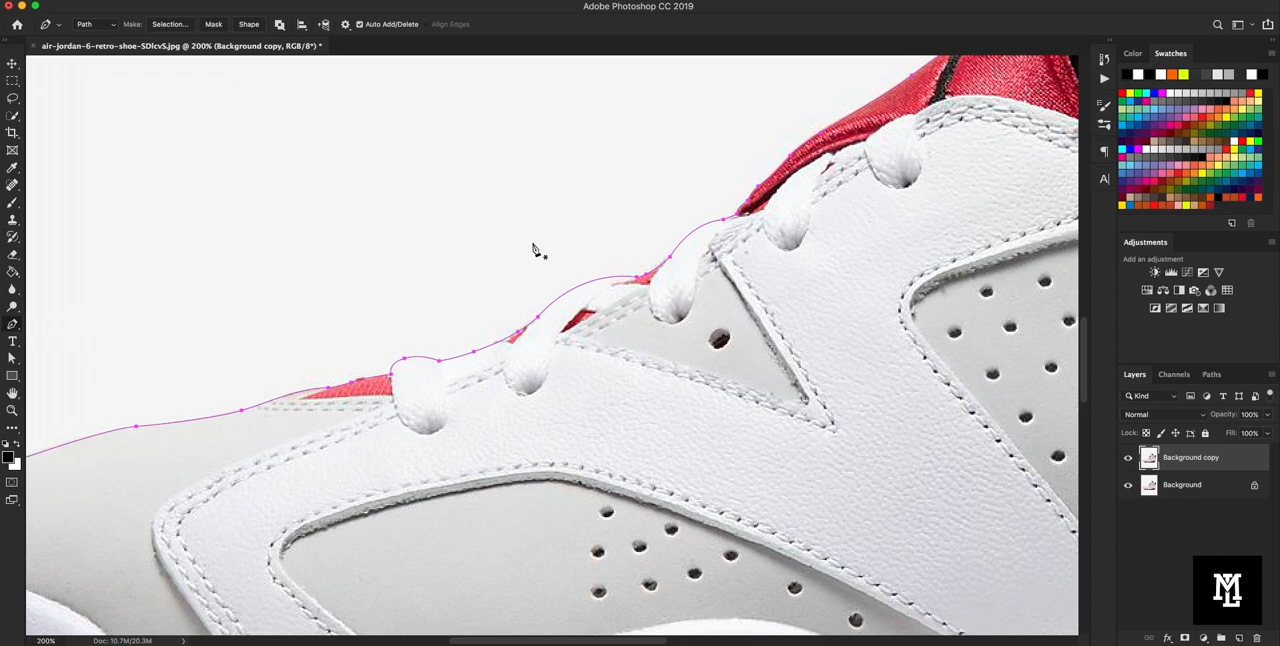 Adobe Photoshop CC 2019
Path
Make:
Selection...
Mask
Shape
Auto Add/Delete
Align Edges
air-jordan-6-retro-shoe-SDlcvS.jpg @ 200% (Background copy, RGB/8*) *
Color
Swatches
Adjustments
Add an adjustment
Layers
Channels
Paths
Kind
Normal
Opacity: 100%
Lock:
Fill: 100%
Background copy
Background
200%
Doc: 10.7M/20.3M